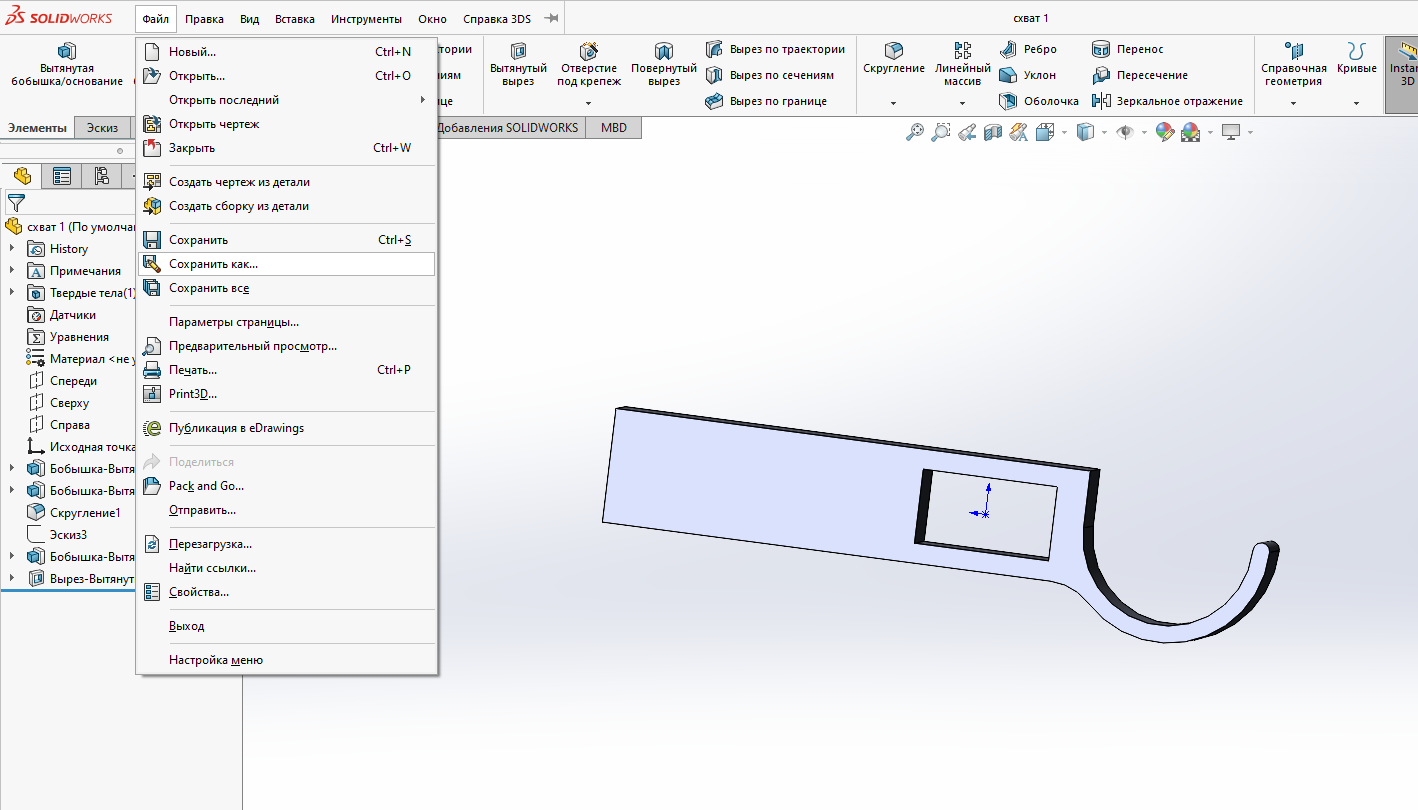 SOLIDWORKS
Файл Правка Вид Вставка Инструменты Окно Справка 3DS
схват 1
Вытянутая
бобышка/основание
Вытянутый
вырез
Отверстие
под крепеж
Повернутый
вырез
Вырез по траектории
Вырез по сечениям
Вырез по границе
Скругление
Линейный
массив
Ребро
Уклон
Оболочка
Перенос
Пересечение
Зеркальное отражение
Справочная
геометрия
Кривые
Instan
3D
Элементы Эскиз
Добавления SOLIDWORKS MBD
схват 1 (По умолча
History
Примечания
Твердые тела(1)
Датчики
Уравнения
Материал <не у
Спереди
Сверху
Справа
Исходная точка
Бобышка-Вытя
Бобышка-Вытя
Скругление1
Эскиз3
Бобышка-Вытя
Вырез-Вытянут
Новый... Ctrl+N
Открыть... Ctrl+O
Открыть последний
Открыть чертеж
Закрыть Ctrl+W
Создать чертеж из детали
Создать сборку из детали
Сохранить Ctrl+S
Сохранить как...
Сохранить все
Параметры страницы...
Предварительный просмотр...
Печать... Ctrl+P
Print3D...
Публикация в eDrawings
Поделиться
Pack and Go...
Отправить...
Перезагрузка...
Найти ссылки...
Свойства...
Выход
Настройка меню